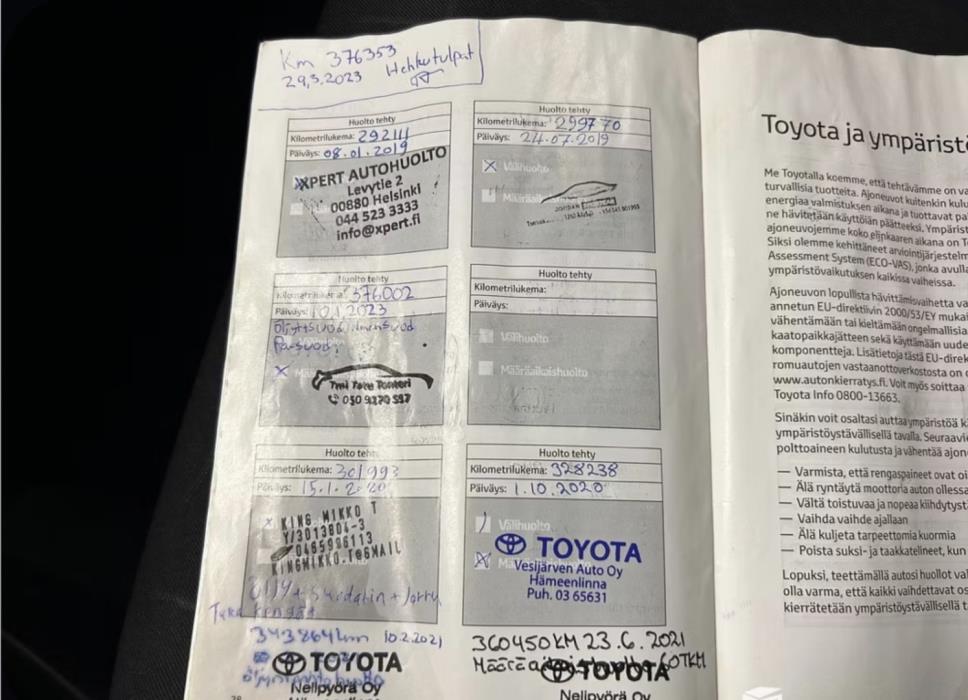 Km 376353
29,3.2023 Hehkutulpat
Huolto tehty
Kilometrilukema: 292111
Päiväys: 08.01.2019
XPERT AUTOHUOLTO
Levytie 2
00880 Helsinki
044 523 3333
info@xpert.fi
Huolto tehty
Kilometrilukema: 299770
Päiväys: 24.07.2019
Välihuolto
Huolto tehty
Kilometrilukema: 376002
Päiväys: 10.1.2023
Tmi
050 9270 597
Huolto tehty
Kilometrilukema:
Päiväys:
Välihuolto
Määräaikaishuolto
Huolto tehty
Kilometrilukema: 301993
Päiväys: 15.1.2020
KING MIKKO T
Y/3013804-3
0465996113
KINGMIKKO.T@GMAIL
Huolto tehty
Kilometrilukema: 328238
Päiväys: 1.10.2020
Välihuolto
TOYOTA
Vesijärven Auto Oy
Hämeenlinna
Puh. 03 65631
343864km 10.2.2021
TOYOTA
Nelipyörä Oy
360450KM 23.6.2021
TOYOTA
Nelipyörä Oy
Toyota ja ympäristö
Me Toyotalla koemme, että tehtävämme on va
turvallisia tuotteita. Ajoneuvot kuitenkin kulu
energiaa valmistuksen aikana ja tuottavat pa
ne hävitetään käyttöiän päätteeksi. Ympärist
ajoneuvojemme koko elinkaaren aikana on T
Siksi olemme kehittäneet arviointijärjestelm
Assessment System (ECO-VAS), jonka avulla
ympäristövaikutuksen kaikissa vaiheissa.
Ajoneuvon lopullista hävittämisvaihetta va
annetun EU-direktiivin 2000/53/EY mukai
vähentämään tai kieltämään ongelmallisia
kaatopaikkajätteen sekä käyttämään uude
komponentteja. Lisätietoja tästä EU-direk
romuautojen vastaanottoverkostosta on
www.autonkierratys.fi. Voit myös soittaa
Toyota Info 0800-13663.
Sinäkin voit osaltasi auttaa ympäristöä k
ympäristöystävällisellä tavalla. Seuraavi
polttoaineen kulutusta ja vähentää ajon
— Varmista, että rengaspaineet ovat oi
— Älä ryntäytä moottoria auton ollessa
— Vältä toistuvaa ja nopeaa kiihdytyst
— Vaihda vaihde ajallaan
— Älä kuljeta tarpeettomia kuormia
— Poista suksi- ja taakkatelineet, kun
Lopuksi, teettämällä autosi huollot val
olla varma, että kaikki vaihdettavat os
kierrätetään ympäristöystävällisellä ta